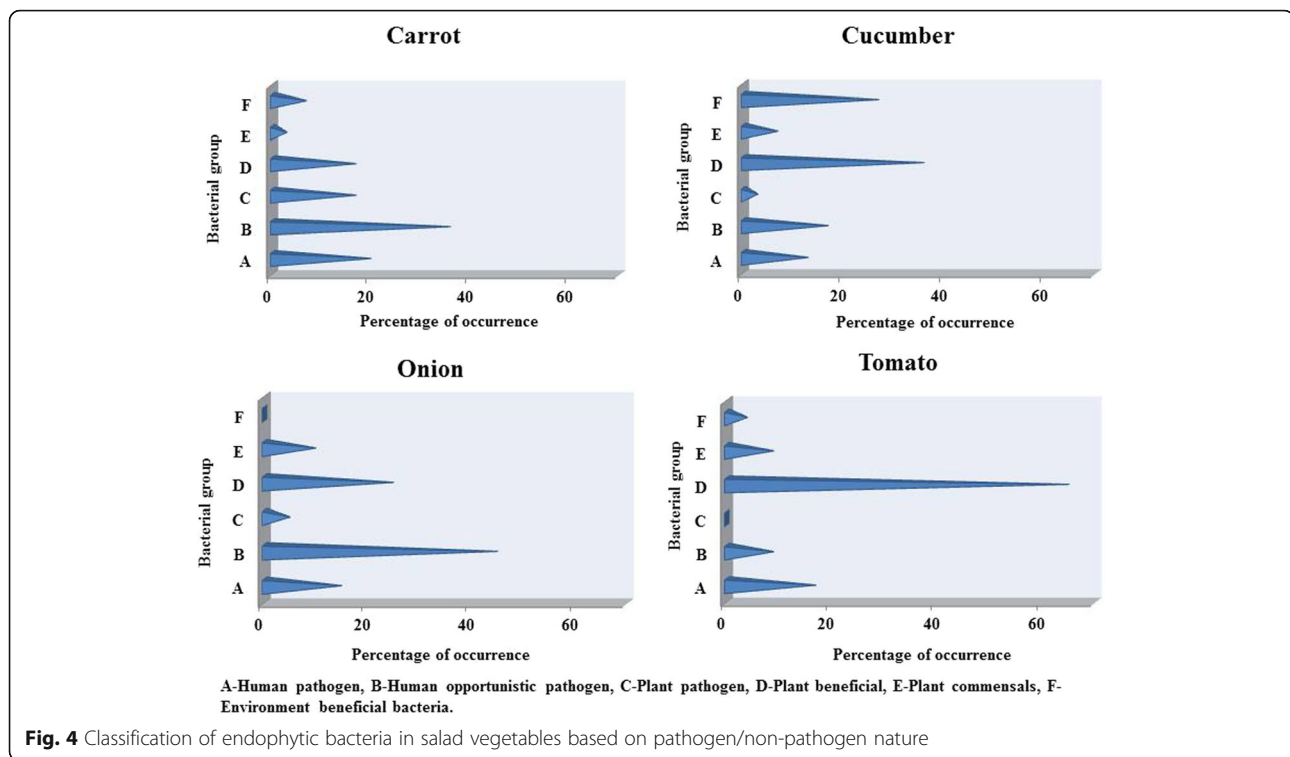 Carrot
Bacterial group
F
E
D
C
B
A
0 20 40 60
Percentage of occurrence
Cucumber
Bacterial group
F
E
D
C
B
A
0 20 40 60
Percentage of occurrence
Onion
Bacterial group
F
E
D
C
B
A
0 20 40 60
Percentage of occurrence
Tomato
Bacterial group
F
E
D
C
B
A
0 20 40 60
Percentage of occurrence
A-Human pathogen, B-Human opportunistic pathogen, C-Plant pathogen, D-Plant beneficial, E-Plant commensals, F-
Environment beneficial bacteria.
Fig. 4 Classification of endophytic bacteria in salad vegetables based on pathogen/non-pathogen nature